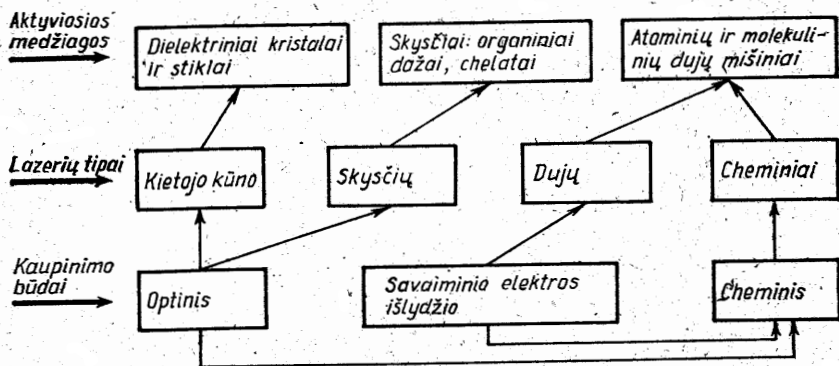 Aktyviosios
medžiagos
Dielektriniai kristalai
ir stiklai
Skysčiai: organiniai
dažai, chelatai
Atominių ir molekuli-
nių dujų mišiniai
Lazerių tipai
Kietojo kūno
Skysčių
Dujų
Cheminiai
Kaupinimo
būdai
Optinis
Savaiminio elektros
išlydžio
Cheminis